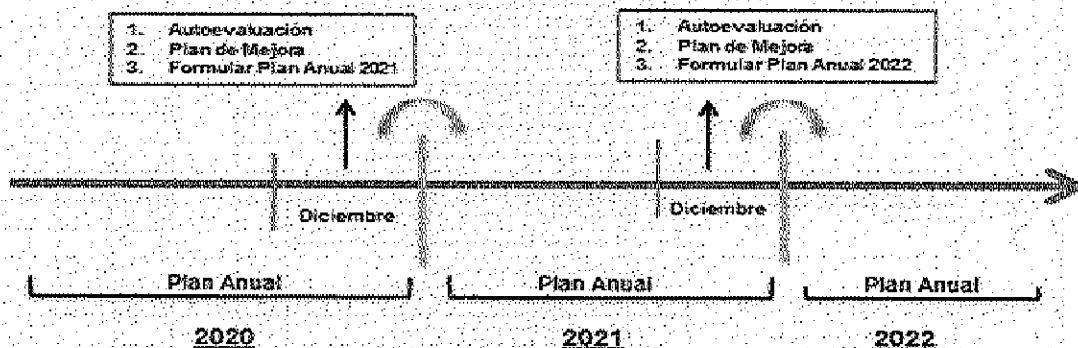 1. Autoevaluación
2. Plan de Mejora
3. Formular Plan Anual 2021
1. Autoevaluación
2. Plan de Mejora
3. Formular Plan Anual 2022
Diciembre
Diciembre
Plan Anual
Plan Anual
Plan Anual
2020
2021
2022